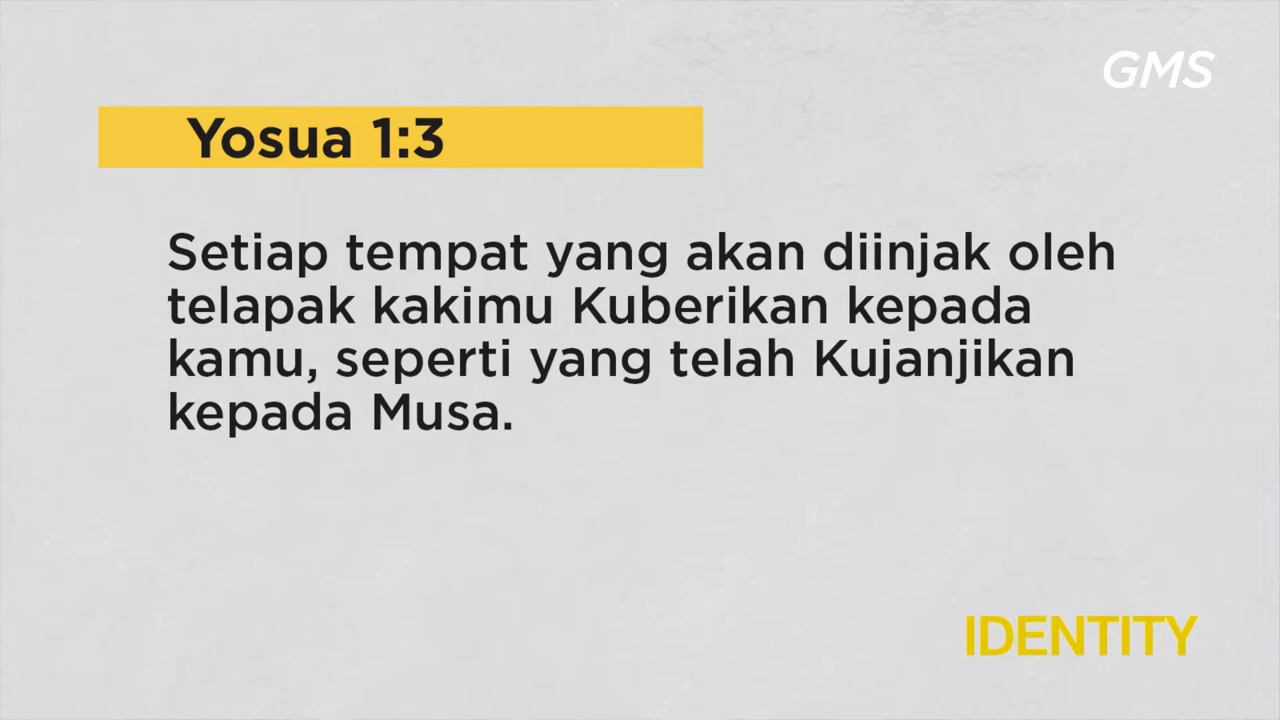 GMS
Yosua 1:3
Setiap tempat yang akan diinjak oleh
telapak kakimu Kuberikan kepada
kamu, seperti yang telah Kujanjikan
kepada Musa.
IDENTITY